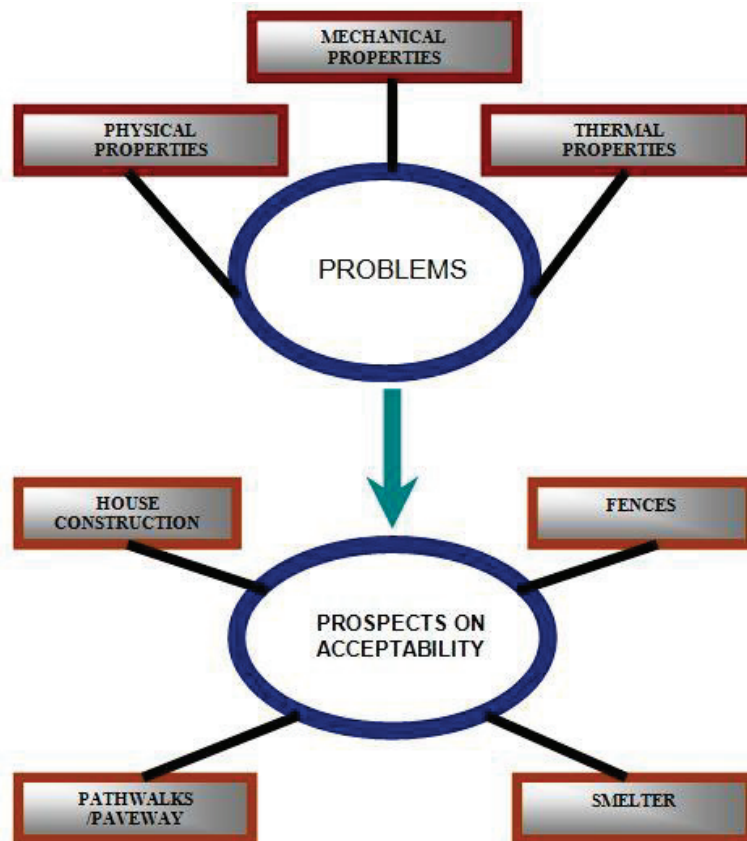 MECHANICAL
PROPERTIES
PHYSICAL
PROPERTIES
THERMAL
PROPERTIES
PROBLEMS
HOUSE
CONSTRUCTION
FENCES
PROSPECTS ON
ACCEPTABILITY
PATHWALKS
/PAVEWAY
SMELTER